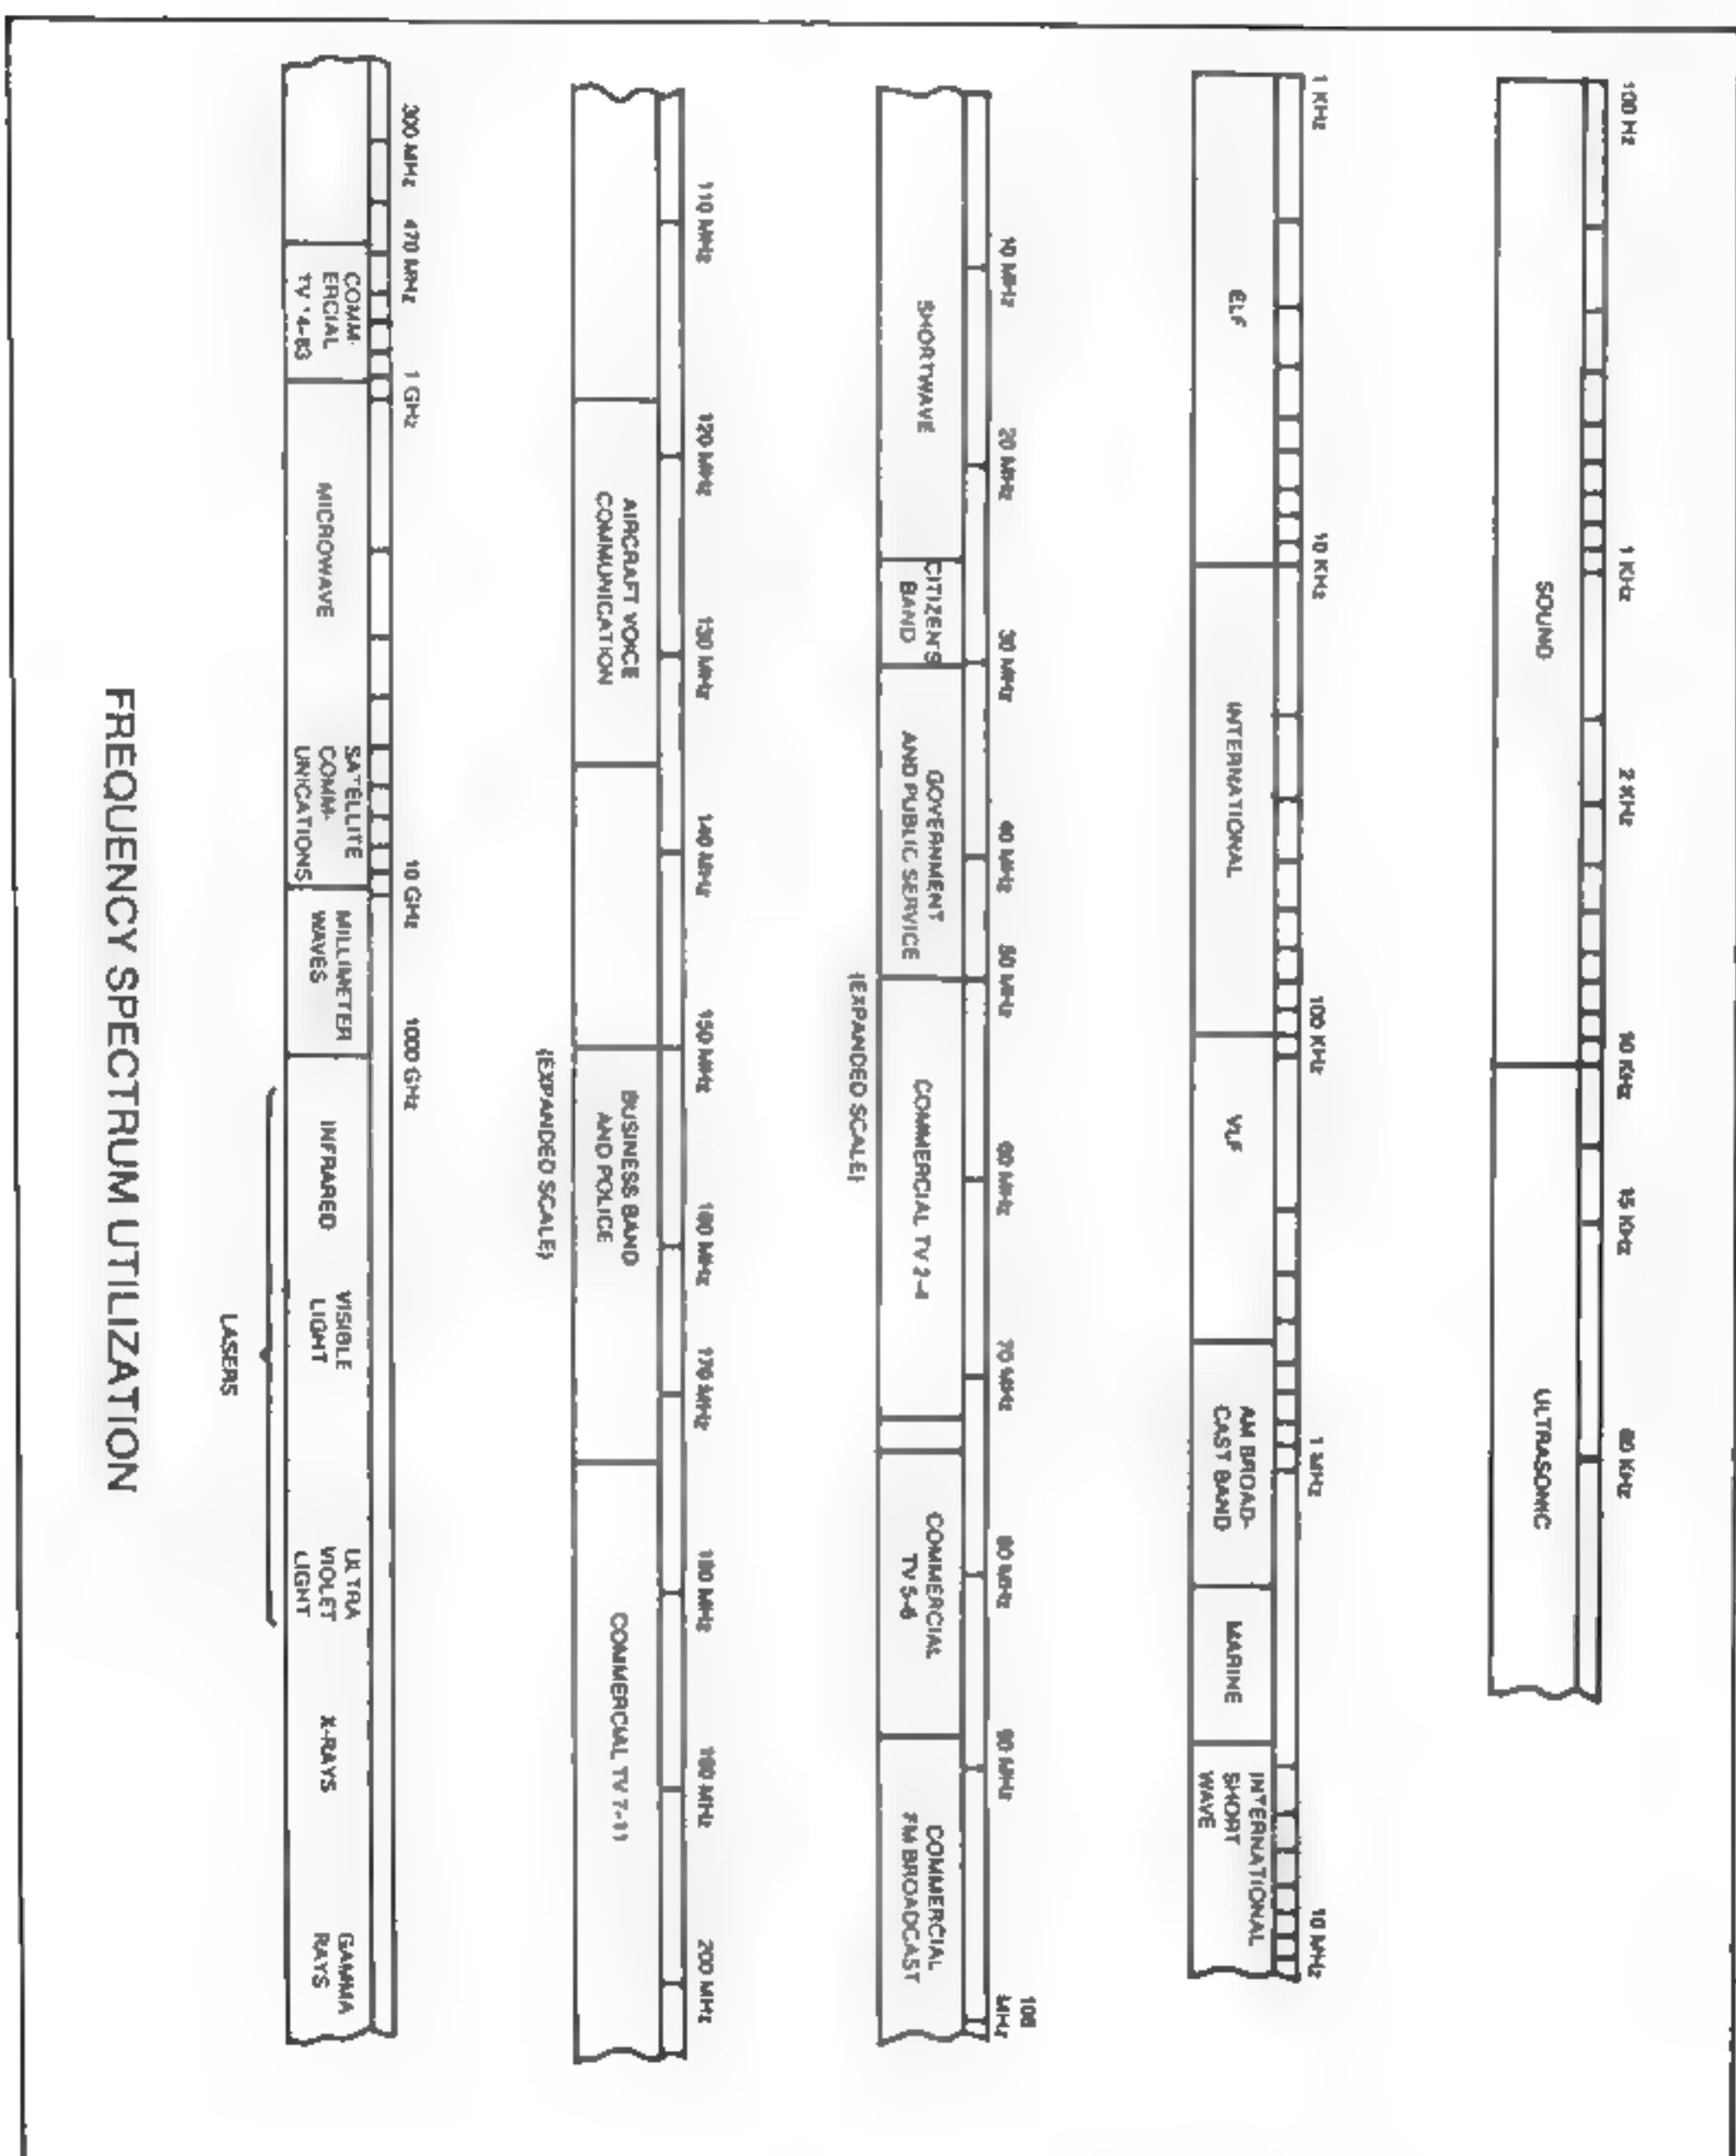 100 Hz 1 KHz 2 KHz 10 KHz 15 KHz
SOUND ULTRASONIC
1 KHz 10 KHz 100 KHz 1 MHz 10 MHz
ELF INTERNATIONAL VLF AM BROAD-
CAST BAND MARINE INTERNATIONAL
SHORT
WAVE
10 MHz 20 MHz 30 MHz 40 MHz 50 MHz 60 MHz 70 MHz 80 MHz 90 MHz 108
MHz
SHORTWAVE
CITIZENS
BAND
GOVERNMENT
AND PUBLIC SERVICE
COMMERCIAL TV 2-4
COMMERCIAL
TV 5-6
COMMERCIAL
FM BROADCAST
(EXPANDED SCALE)
110 MHz 120 MHz 130 MHz 140 MHz 150 MHz 160 MHz 170 MHz 180 MHz 190 MHz 200 MHz
AIRCRAFT VOICE
COMMUNICATION
BUSINESS BAND
AND POLICE
COMMERCIAL TV 7-11
(EXPANDED SCALE)
300 MHz 470 MHz 1 GHz 10 GHz 1000 GHz
COMM-
ERCIAL
TV
MICROWAVE
SATELLITE
COMM-
UNICATIONS
MILLIMETER
WAVES
INFRARED
VISIBLE
LIGHT
ULTRA
VIOLET
LIGHT
X-RAYS
GAMMA
RAYS
LASERS
FREQUENCY SPECTRUM UTILIZATION